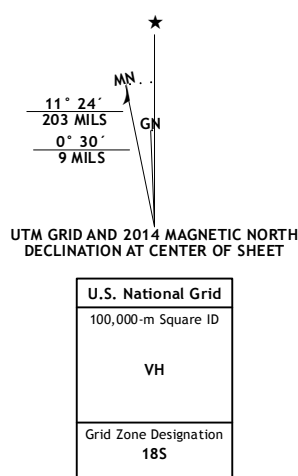 MN
11° 24´
203 MILS
GN
0° 30´
9 MILS
UTM GRID AND 2014 MAGNETIC NORTH
DECLINATION AT CENTER OF SHEET
U.S. National Grid
100,000-m Square ID
VH
Grid Zone Designation
18S